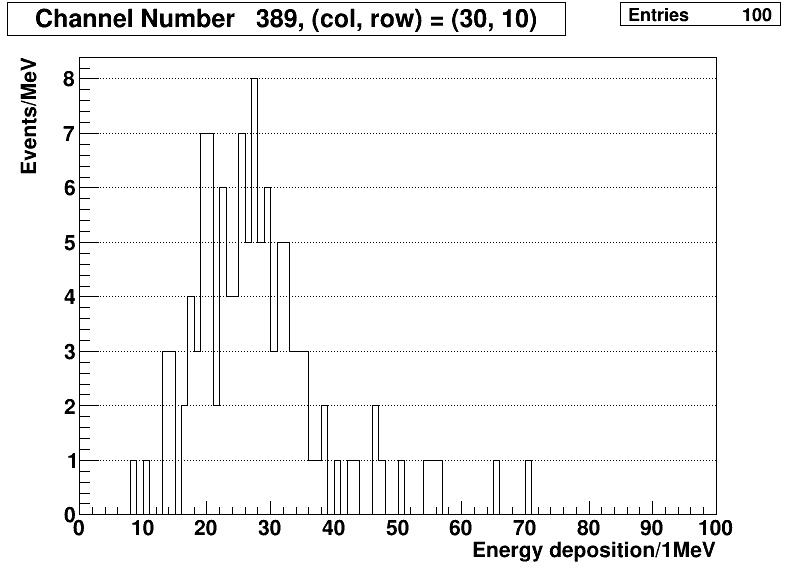 Channel Number 389, (col, row) = (30, 10)
Entries 100
Events/MeV
8
7
6
5
4
3
2
1
0
0 10 20 30 40 50 60 70 80 90 100
Energy deposition/1MeV